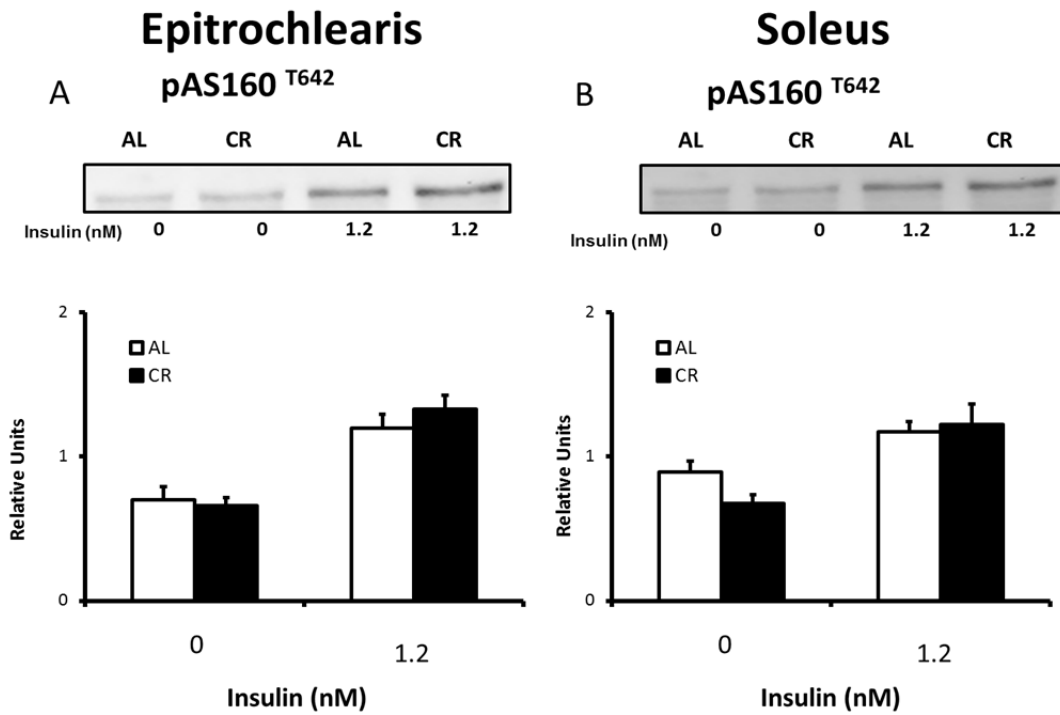 Epitrochlearis
A pAS160 T642
AL CR AL CR
Insulin (nM) 0 0 1.2 1.2
2
AL
CR
1
0
Relative Units
0 1.2
Insulin (nM)
Soleus
B pAS160 T642
AL CR AL CR
Insulin (nM) 0 0 1.2 1.2
2
AL
CR
1
0
Relative Units
0 1.2
Insulin (nM)